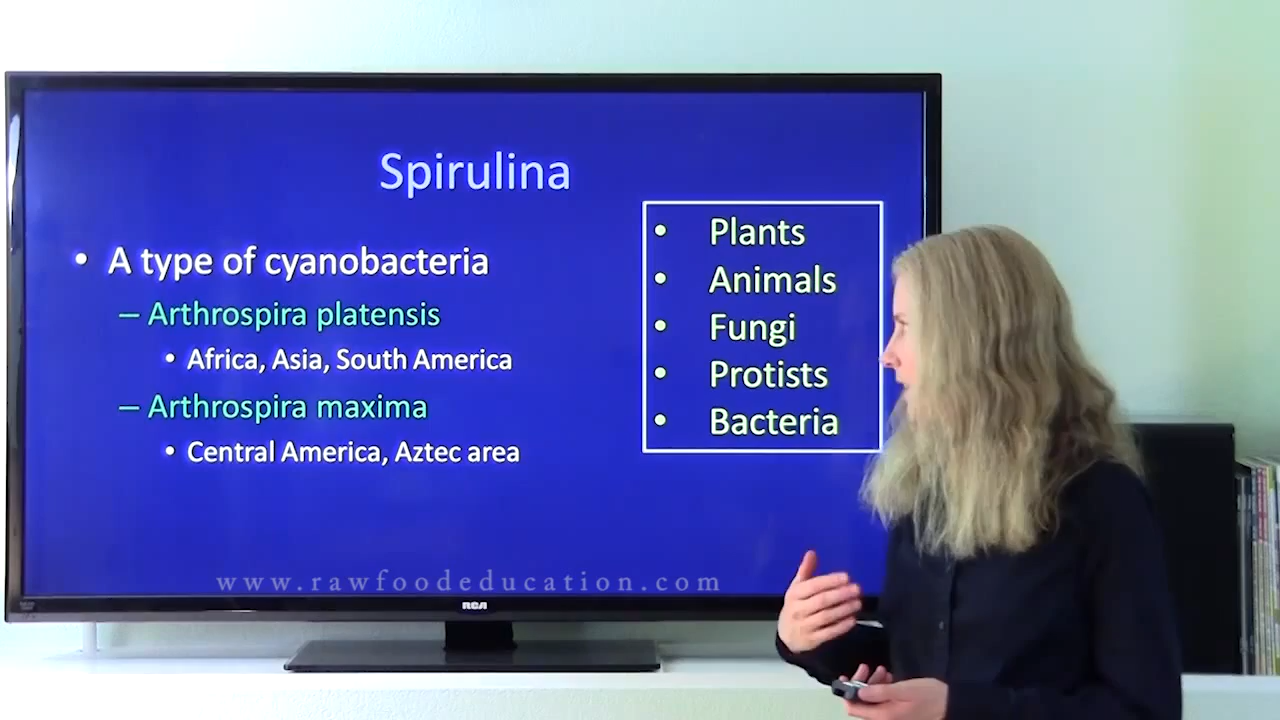 Spirulina
• A type of cyanobacteria
– Arthrospira platensis
• Africa, Asia, South America
– Arthrospira maxima
• Central America, Aztec area
• Plants
• Animals
• Fungi
• Protists
• Bacteria
www.rawfoodeducation.com
RCA